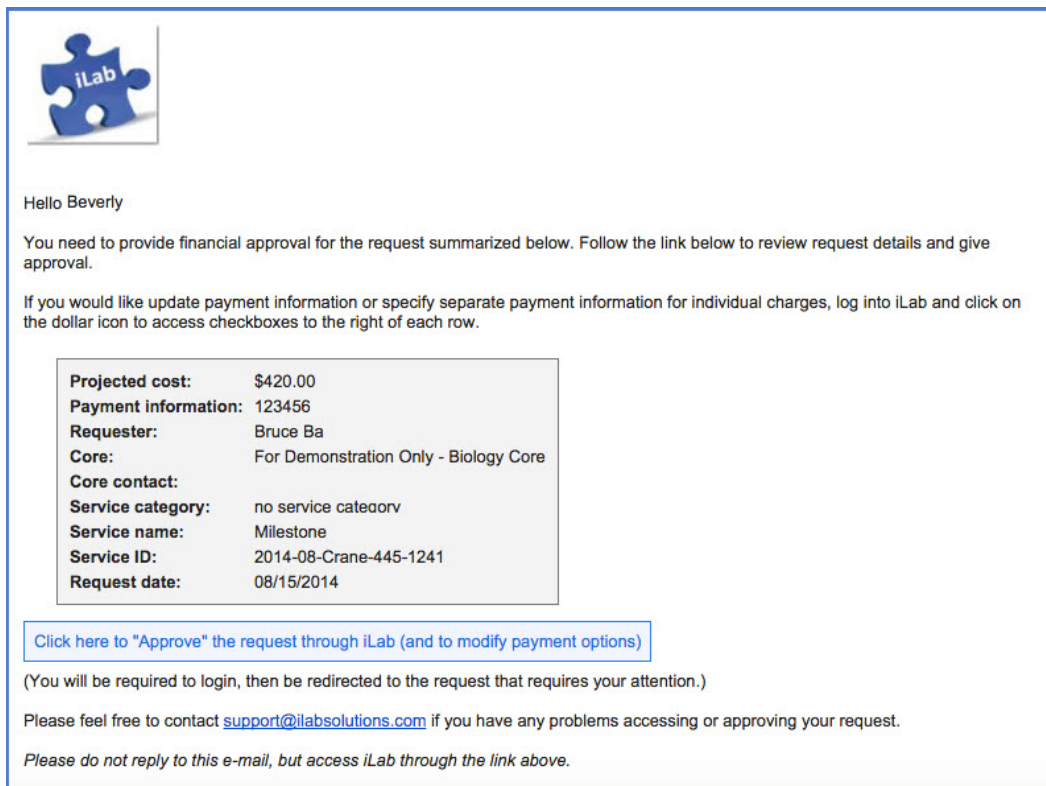 iLab
Hello Beverly
You need to provide financial approval for the request summarized below. Follow the link below to review request details and give
approval.
If you would like update payment information or specify separate payment information for individual charges, log into iLab and click on
the dollar icon to access checkboxes to the right of each row.
Projected cost: $420.00
Payment information: 123456
Requester: Bruce Ba
Core: For Demonstration Only - Biology Core
Core contact:
Service category: no service category
Service name: Milestone
Service ID: 2014-08-Crane-445-1241
Request date: 08/15/2014
Click here to "Approve" the request through iLab (and to modify payment options)
(You will be required to login, then be redirected to the request that requires your attention.)
Please feel free to contact support@ilabsolutions.com if you have any problems accessing or approving your request.
Please do not reply to this e-mail, but access iLab through the link above.